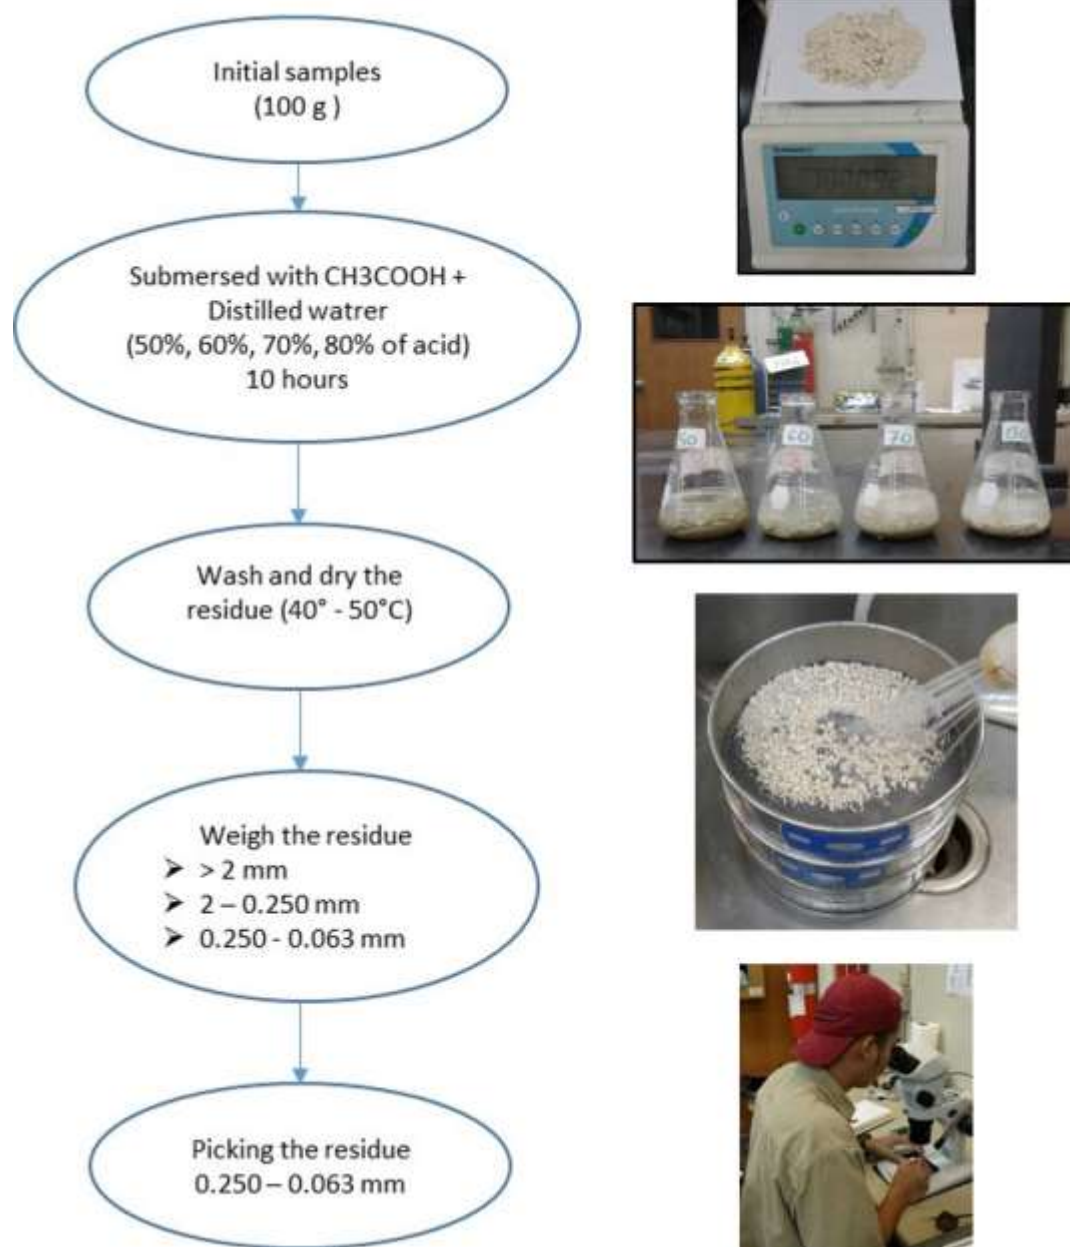 Initial samples
(100 g )
Submersed with CH3COOH +
Distilled watrer
(50%, 60%, 70%, 80% of acid)
10 hours
60
70
Wash and dry the
residue (40° - 50°C)
Weigh the residue
➤ > 2 mm
➤ 2 – 0.250 mm
➤ 0.250 - 0.063 mm
Picking the residue
0.250 – 0.063 mm